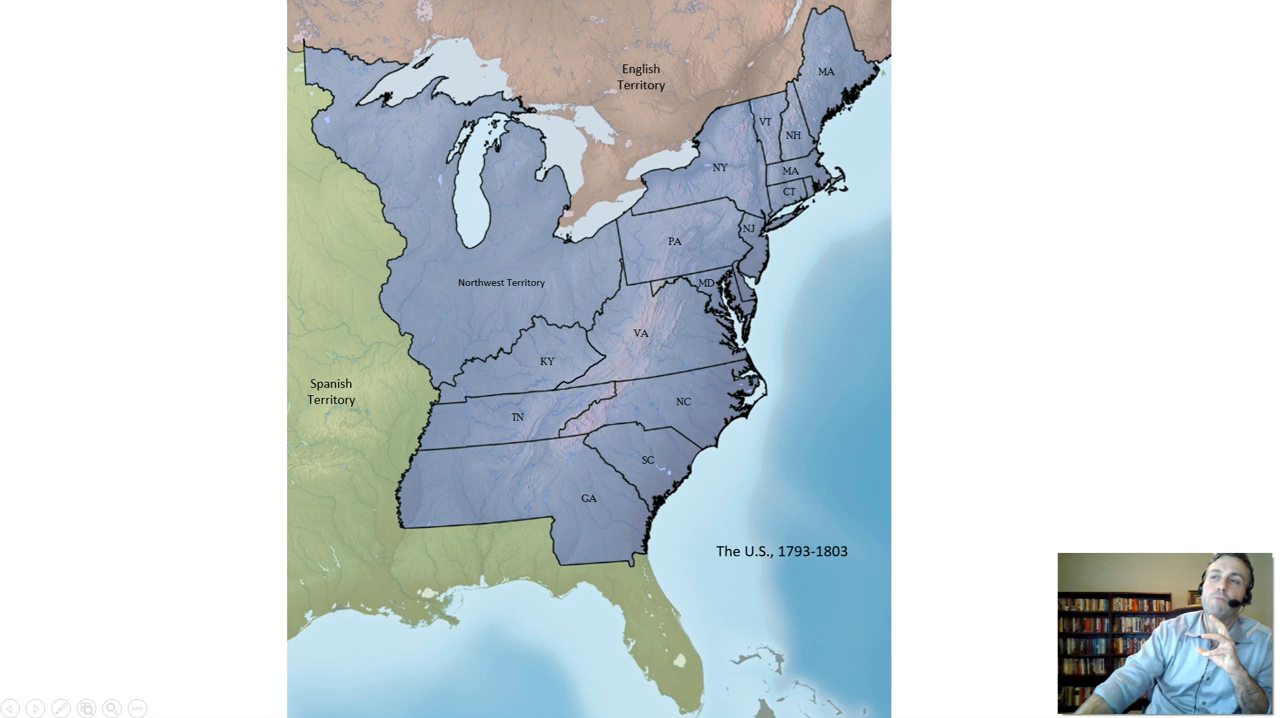 English
Territory
MA
VT
NH
NY
MA
CT
NJ
PA
MD
Northwest Territory
VA
KY
Spanish
Territory
NC
TN
SC
GA
The U.S., 1793-1803